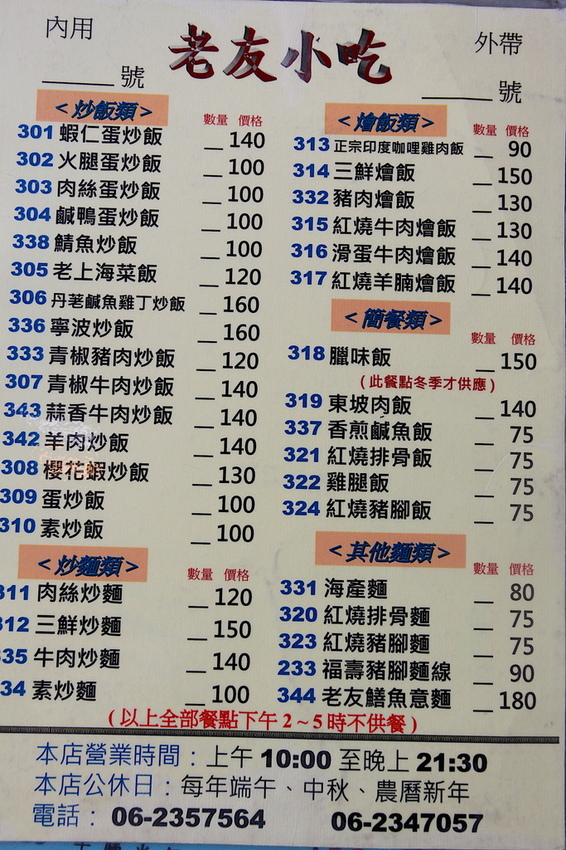 內用
老友小吃
外帶
號
號
<炒飯類>
數量 價格
301 蝦仁蛋炒飯 140
302 火腿蛋炒飯 100
303 肉絲蛋炒飯 100
304 鹹鴨蛋炒飯 100
338 鯖魚炒飯 100
305 老上海菜飯 120
306 丹荖鹹魚雞丁炒飯 160
336 寧波炒飯 160
333 青椒豬肉炒飯 120
307 青椒牛肉炒飯 140
343 蒜香牛肉炒飯 140
342 羊肉炒飯 140
308 櫻花蝦炒飯 130
309 蛋炒飯 100
310 素炒飯 100
<炒麵類>
數量 價格
311 肉絲炒麵 120
312 三鮮炒麵 150
335 牛肉炒麵 140
34 素炒麵 100
<燴飯類>
數量 價格
313 正宗印度咖哩雞肉飯 90
314 三鮮燴飯 150
332 豬肉燴飯 130
315 紅燒牛肉燴飯 130
316 滑蛋牛肉燴飯 140
317 紅燒羊腩燴飯 140
<簡餐類>
數量 價格
318 臘味飯 150
(此餐點冬季才供應)
319 東坡肉飯 140
337 香煎鹹魚飯 75
321 紅燒排骨飯 75
322 雞腿飯 75
324 紅燒豬腳飯 75
<其他麵類>
數量 價格
331 海產麵 80
320 紅燒排骨麵 75
323 紅燒豬腳麵 75
233 福壽豬腳麵線 90
344 老友鱔魚意麵 180
(以上全部餐點下午2~5時不供餐)
本店營業時間：上午 10:00 至晚上 21:30
本店公休日：每年端午、中秋、農曆新年
電話：06-2357564 06-2347057